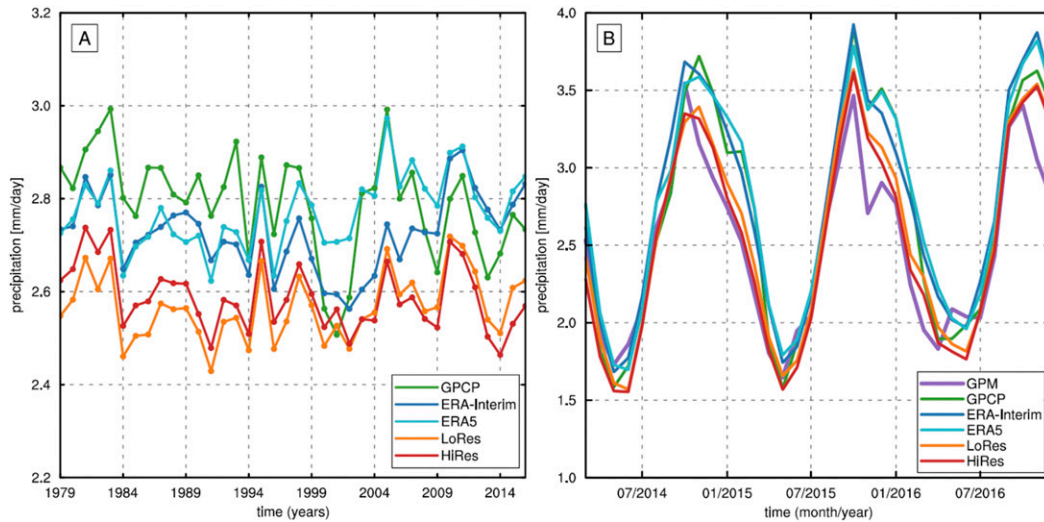 A
3.2
3.0
2.8
2.6
2.4
2.2
precipitation [mm/day]
GPCP
ERA-Interim
ERA5
LoRes
HiRes
1979 1984 1989 1994 1999 2004 2009 2014
time (years)
B
4.0
3.5
3.0
2.5
2.0
1.5
1.0
precipitation [mm/day]
GPM
GPCP
ERA-Interim
ERA5
LoRes
HiRes
07/2014 01/2015 07/2015 01/2016 07/2016
time (month/year)